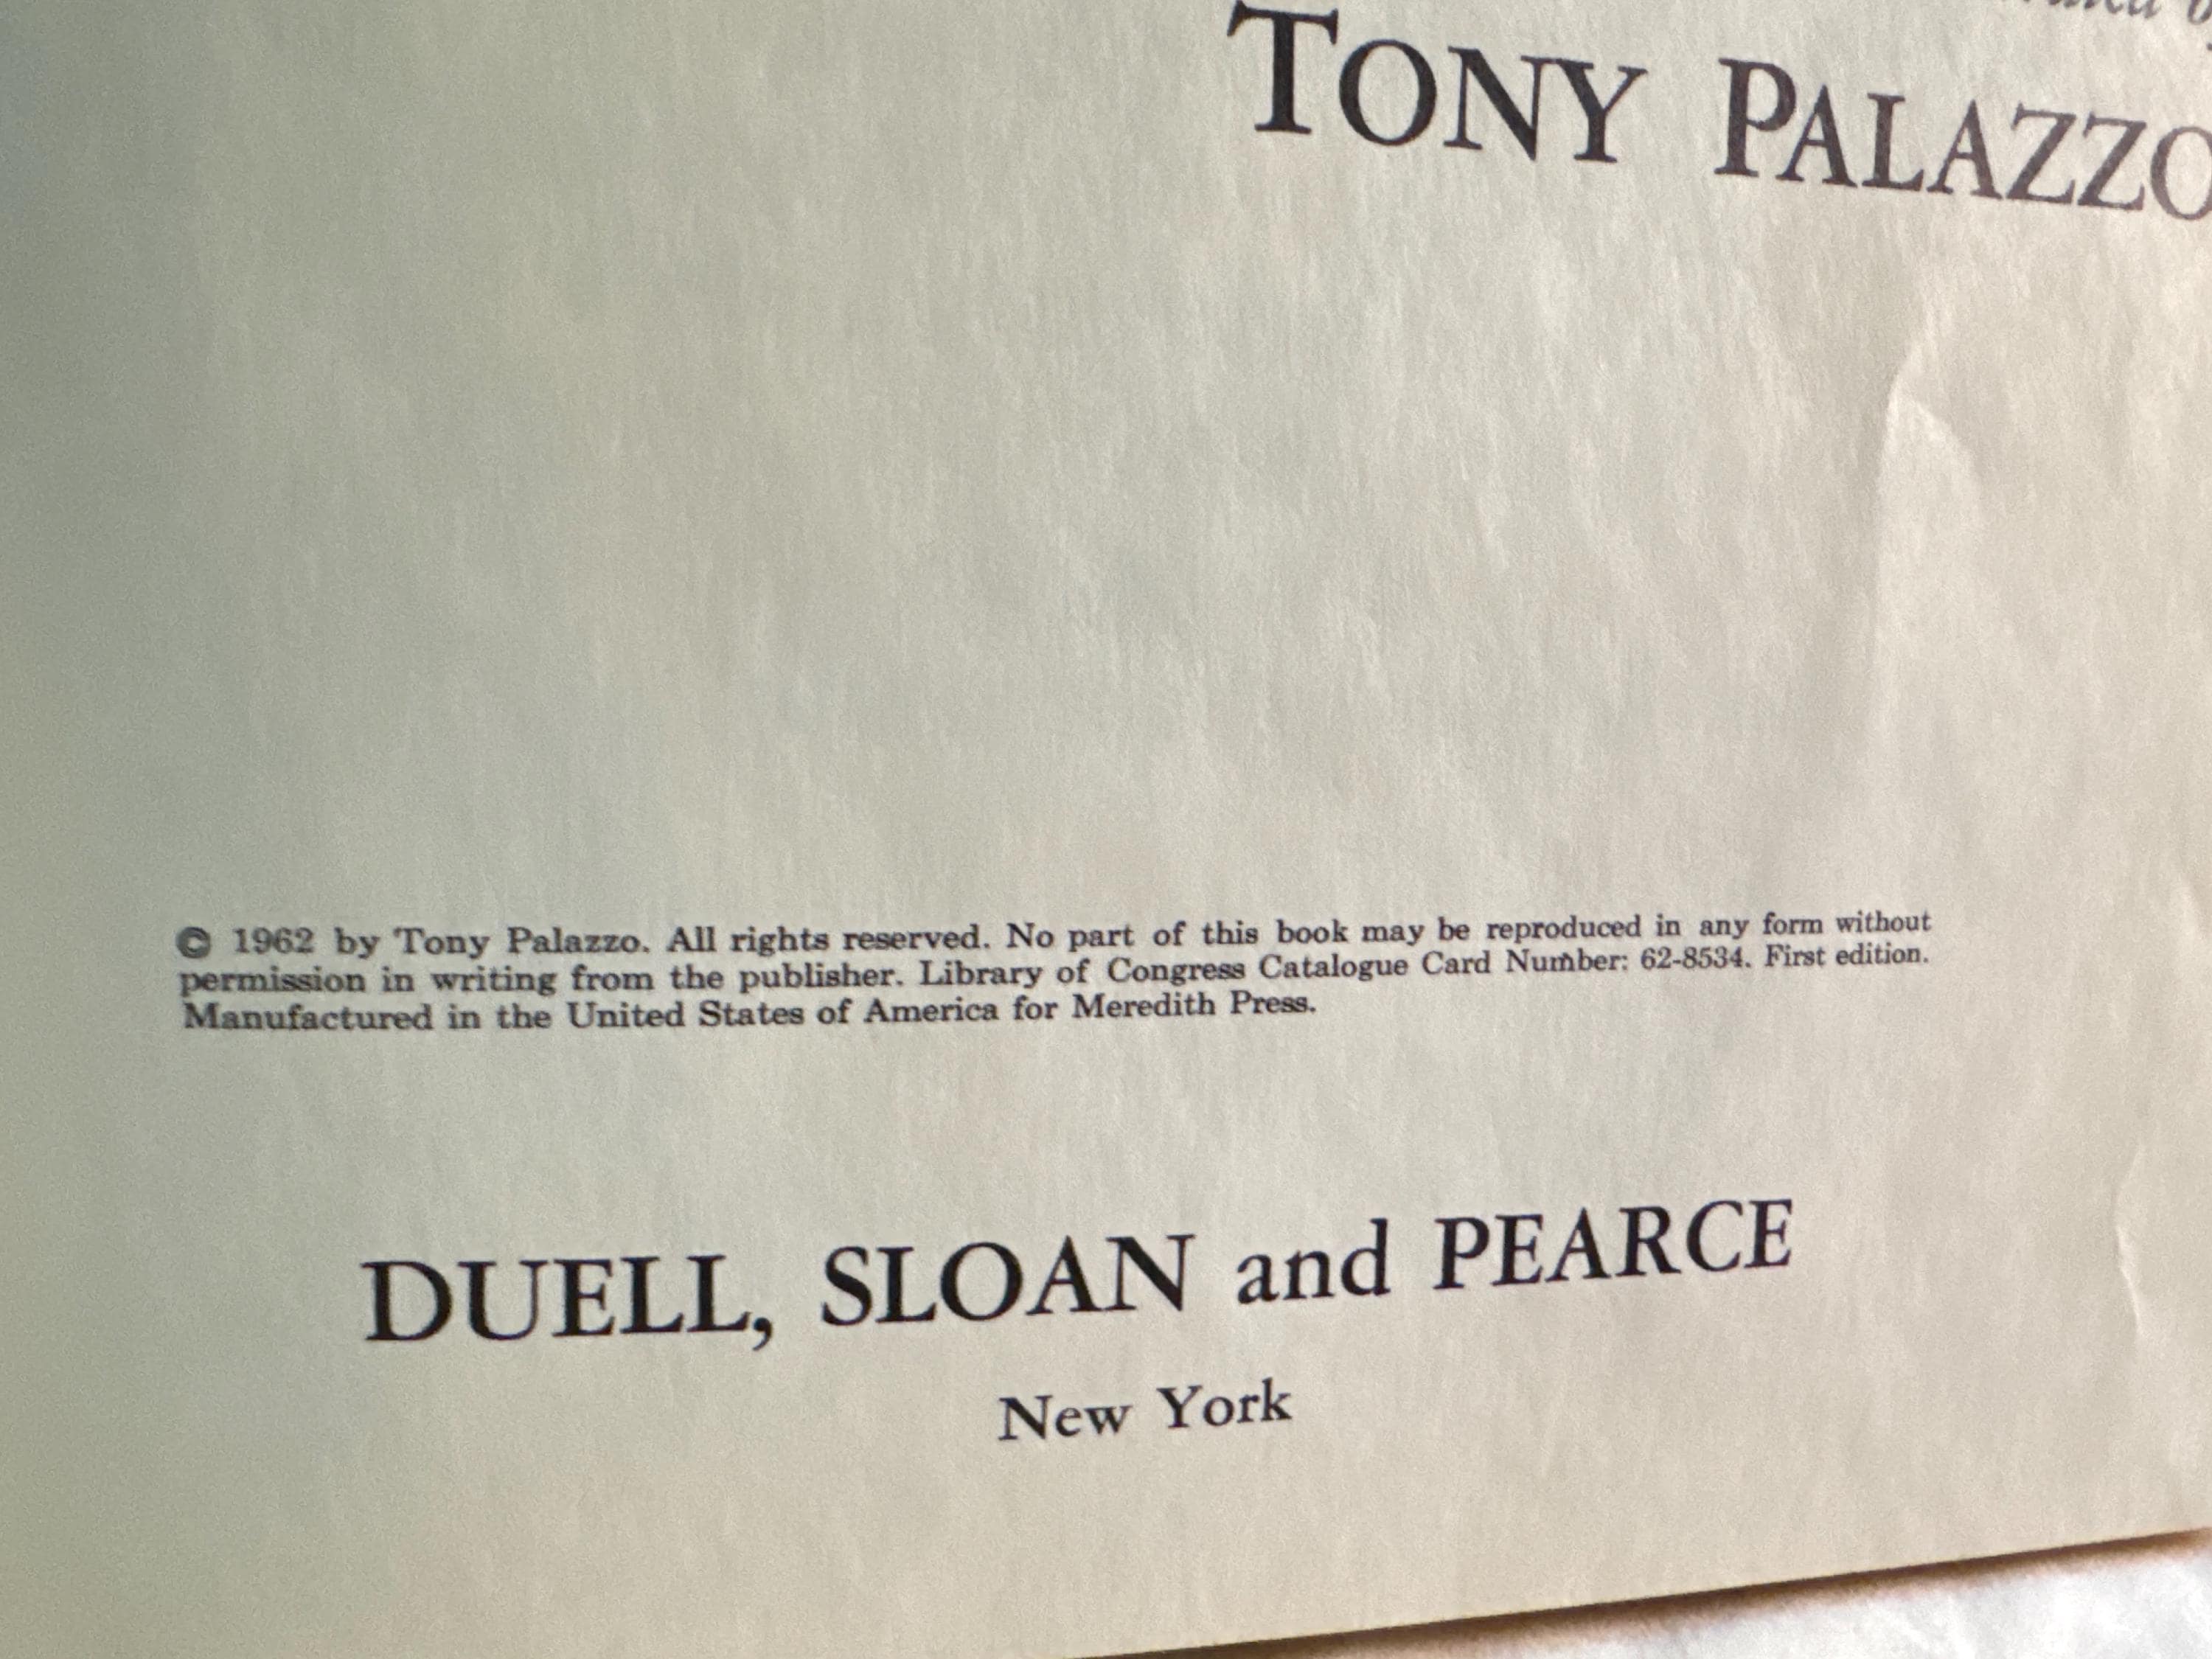 TONY PALAZZO
© 1962 by Tony Palazzo. All rights reserved. No part of this book may be reproduced in any form without
permission in writing from the publisher. Library of Congress Catalogue Card Number: 62-8534. First edition.
Manufactured in the United States of America for Meredith Press.
DUELL, SLOAN and PEARCE
New York